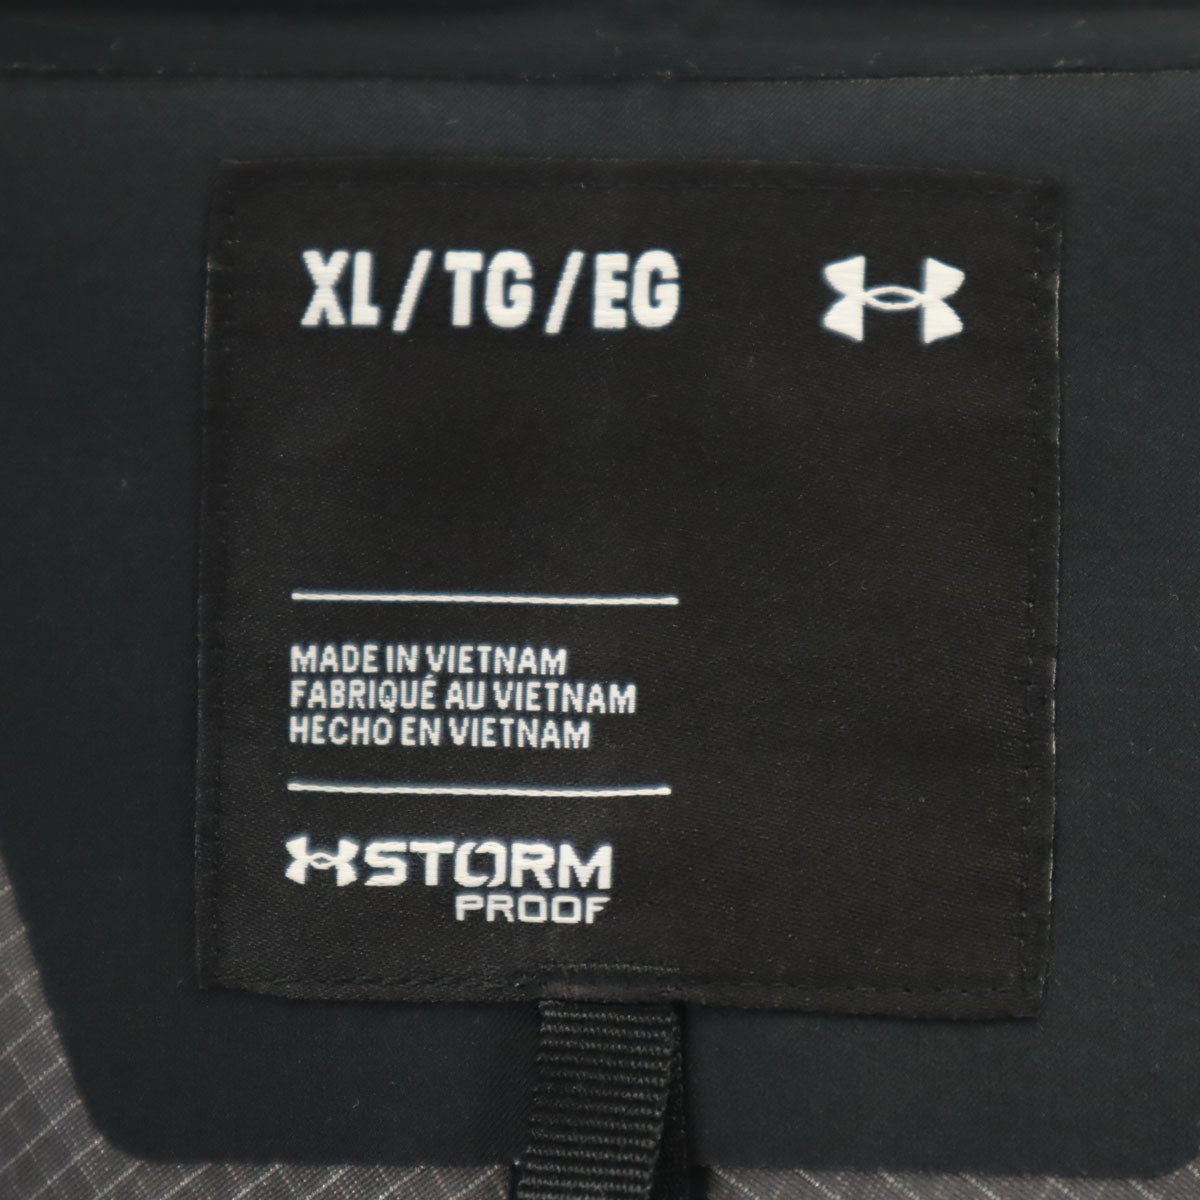 XL/TG/EG
MADE IN VIETNAM
FABRIQUÉ AU VIETNAM
HECHO EN VIETNAM
STORM
PROOF